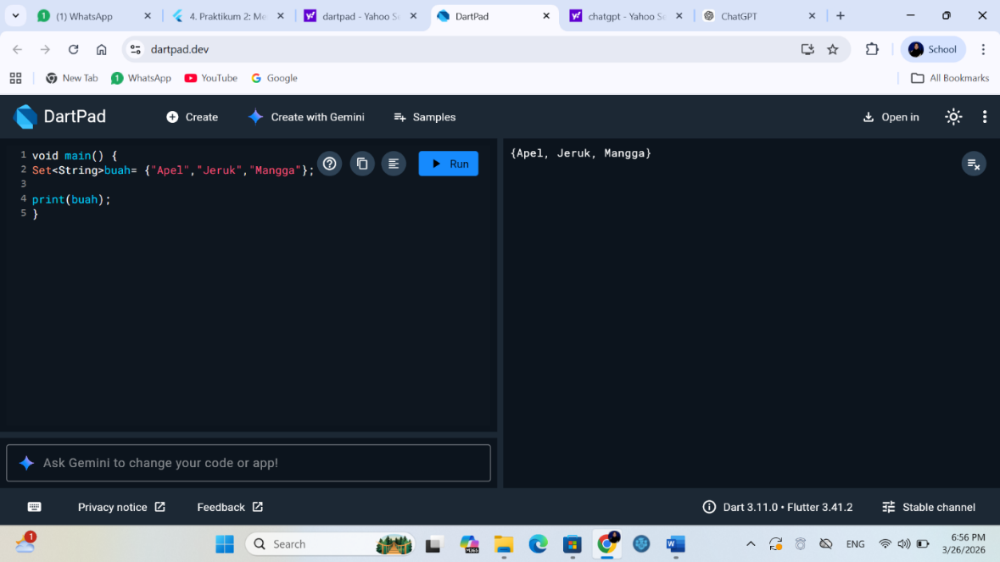 (1) WhatsApp
4. Praktikum 2: Me
dartpad - Yahoo Se
DartPad
chatgpt - Yahoo Se
ChatGPT
dartpad.dev
School
New Tab
WhatsApp
YouTube
Google
All Bookmarks
DartPad
Create
Create with Gemini
Samples
Open in
1 void main() {
2 Set<String>buah= {"Apel","Jeruk","Mangga"};
3
4 print(buah);
5 }
Run
{Apel, Jeruk, Mangga}
Ask Gemini to change your code or app!
Privacy notice
Feedback
Dart 3.11.0 • Flutter 3.41.2
Stable channel
1
Search
M365
ENG
6:56 PM
3/26/2026